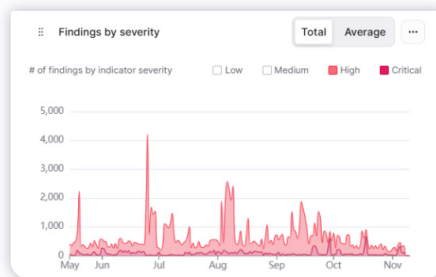 Findings by severity
Total Average
# of findings by indicator severity Low Medium High Critical
5,000
4,000
3,000
2,000
1,000
0
May Jun Jul Aug Sep Oct Nov